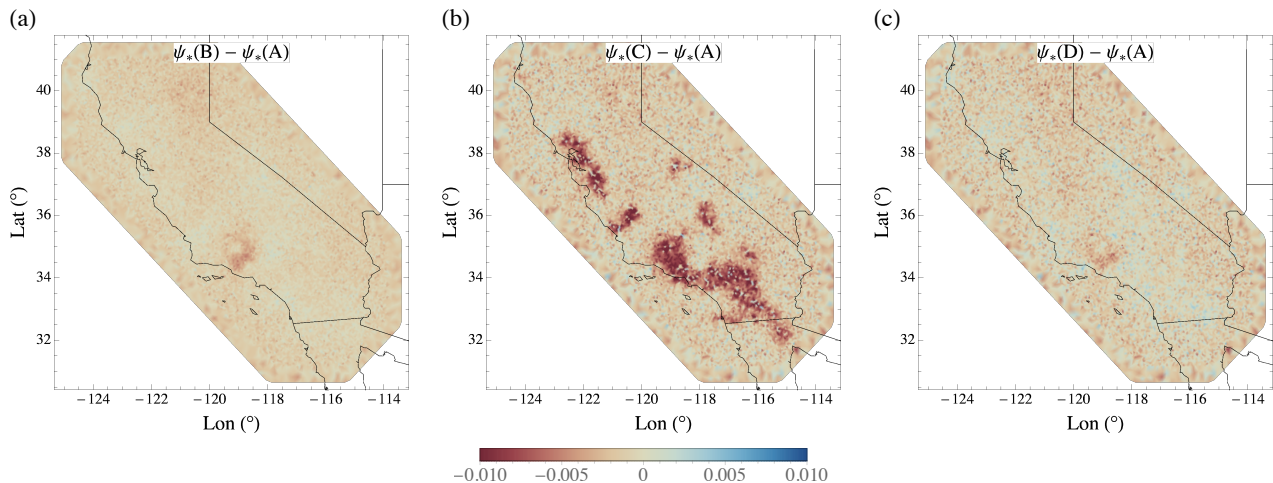 (a)
(b)
(c)
ψ*(B) − ψ*(A)
ψ*(C) − ψ*(A)
ψ*(D) − ψ*(A)
Lat (°)
40
38
36
34
32
−124 −122 −120 −118 −116 −114
Lon (°)
Lat (°)
40
38
36
34
32
−124 −122 −120 −118 −116 −114
Lon (°)
Lat (°)
40
38
36
34
32
−124 −122 −120 −118 −116 −114
Lon (°)
−0.010 −0.005 0 0.005 0.010